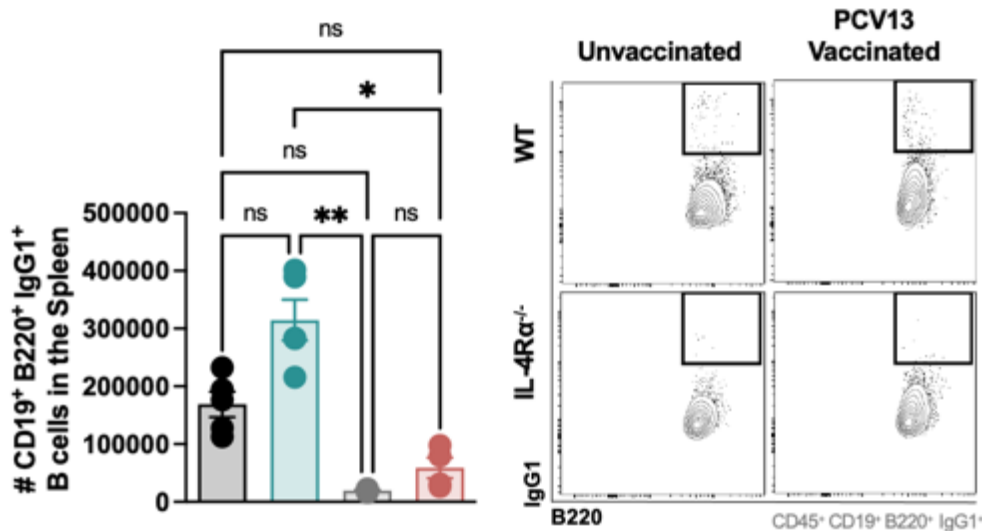 ns
*
ns
ns
**
ns
500000
400000
300000
200000
100000
0
# CD19⁺ B220⁺ IgG1⁺
B cells in the Spleen
Unvaccinated
PCV13
Vaccinated
WT
IL-4Rα⁻/⁻
IgG1
B220
CD45⁺ CD19⁺ B220⁺ IgG1⁺